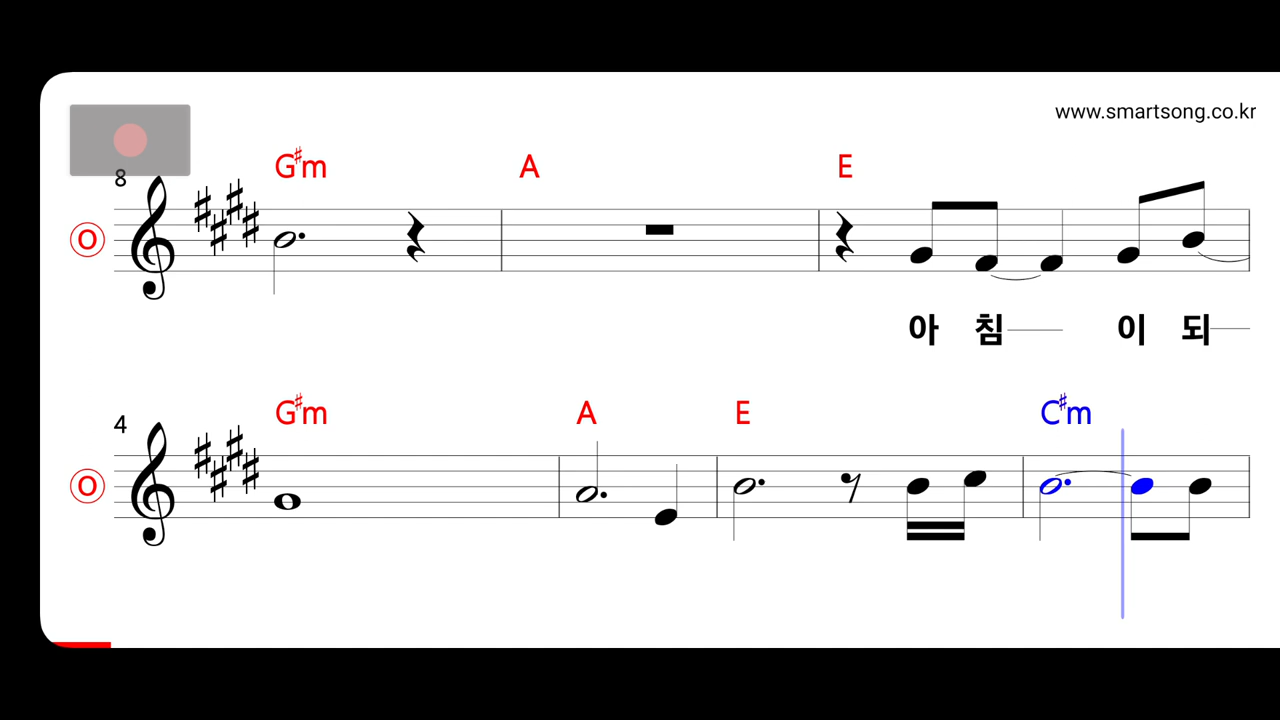 www.smartsong.co.kr
G♯m A E
8
O
아 침 이 되
G♯m A E C♯m
4
O